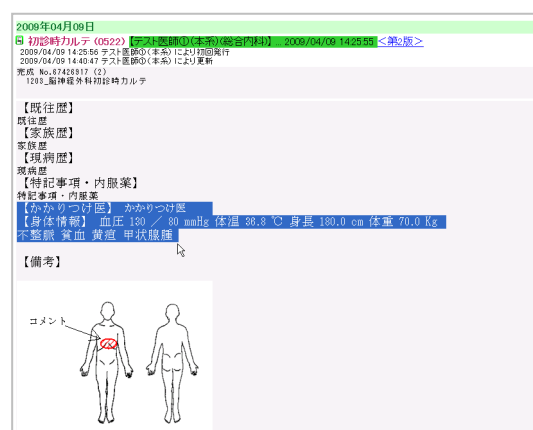 2009年04月09日
初診時カルテ (0522) 【テスト医師①(本系)(総合内科)】... 2009/04/09 14:25:55 <第2版>
2009/04/09 14:25:56 テスト医師①(本系)により初回発行
2009/04/09 14:40:47 テスト医師①(本系)により更新
完成 No.67426917 (2)
1203_脳神経外科初診時カルテ
【既往歴】
既往歴
【家族歴】
家族歴
【現病歴】
現病歴
【特記事項・内服薬】
特記事項・内服薬
【かかりつけ医】 かかりつけ医
【身体情報】 血圧 130 / 80 mmHg 体温 36.8 ℃ 身長 180.0 cm 体重 70.0 Kg
不整脈 貧血 黄疸 甲状腺腫
【備考】
コメント